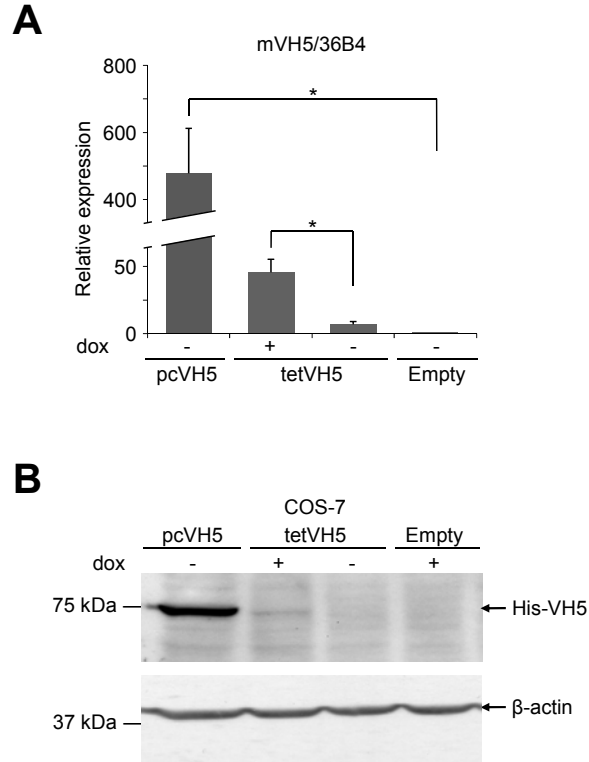 A
mVH5/36B4
800
600
400
50
0
Relative expression
*
*
dox - + - -
pcVH5 tetVH5 Empty
B
COS-7
pcVH5 tetVH5 Empty
dox - + - +
75 kDa
His-VH5
37 kDa
β-actin